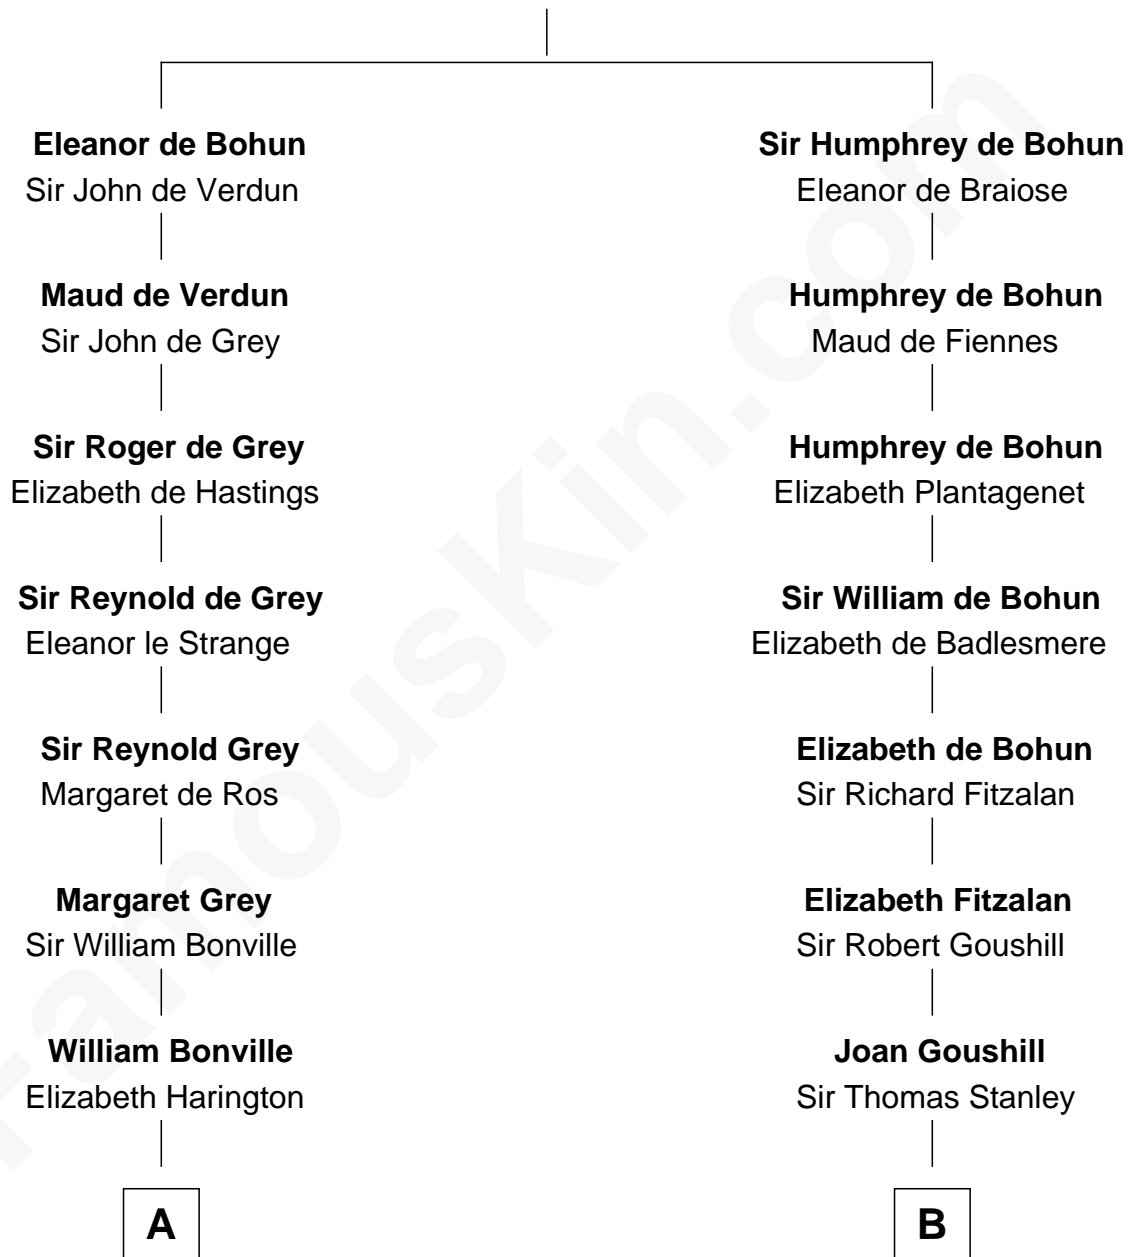 Eleanor de Bohun
Sir John de Verdun
Maud de Verdun
Sir John de Grey
Sir Roger de Grey
Elizabeth de Hastings
Sir Reynold de Grey
Eleanor le Strange
Sir Reynold Grey
Margaret de Ros
Margaret Grey
Sir William Bonville
William Bonville
Elizabeth Harington
A
Sir Humphrey de Bohun
Eleanor de Braiose
Humphrey de Bohun
Maud de Fiennes
Humphrey de Bohun
Elizabeth Plantagenet
Sir William de Bohun
Elizabeth de Badlesmere
Elizabeth de Bohun
Sir Richard Fitzalan
Elizabeth Fitzalan
Sir Robert Goushill
Joan Goushill
Sir Thomas Stanley
B
FamousKin.com